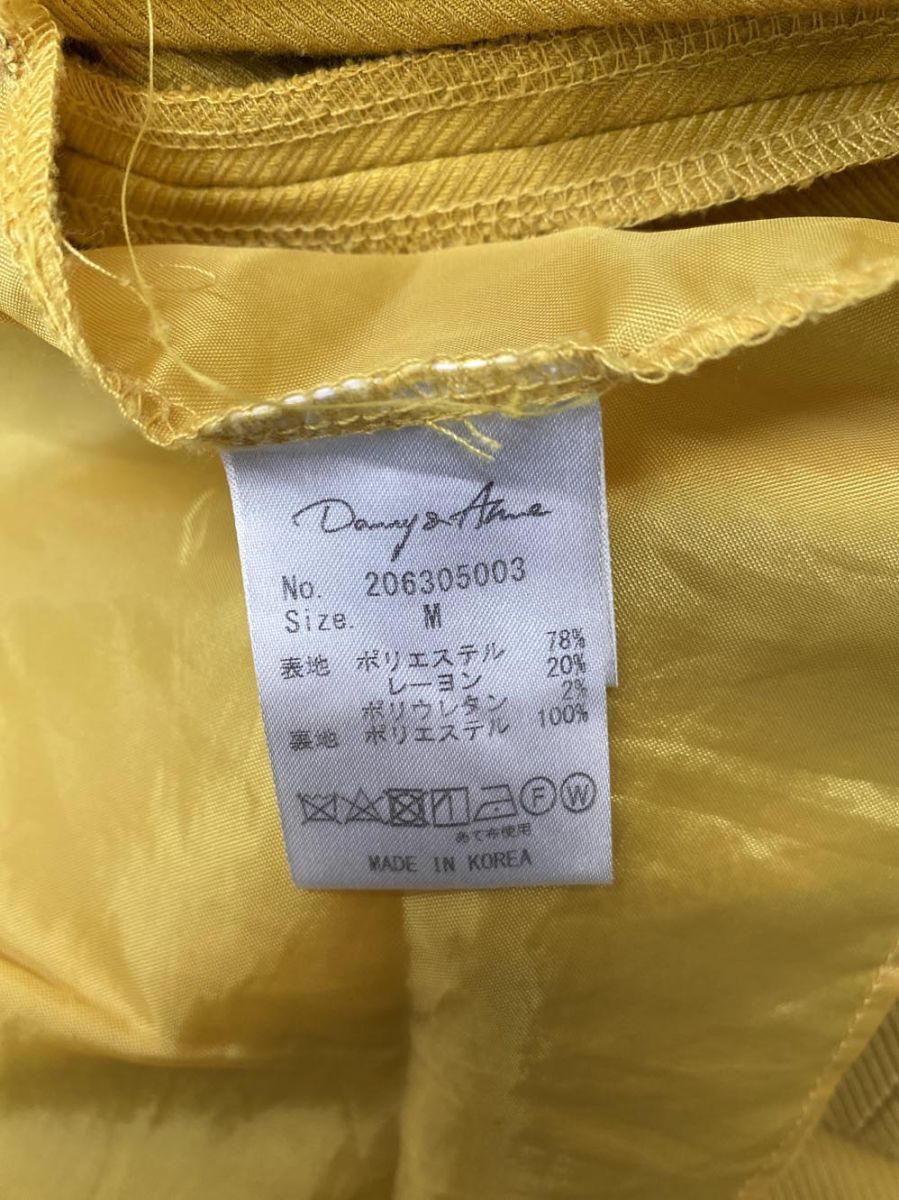 Danny & Anne
No. 206305003
Size. M
表地 ポリエステル 78%
レーヨン 20%
ポリウレタン 2%
裏地 ポリエステル 100%
F W
あて布使用
MADE IN KOREA